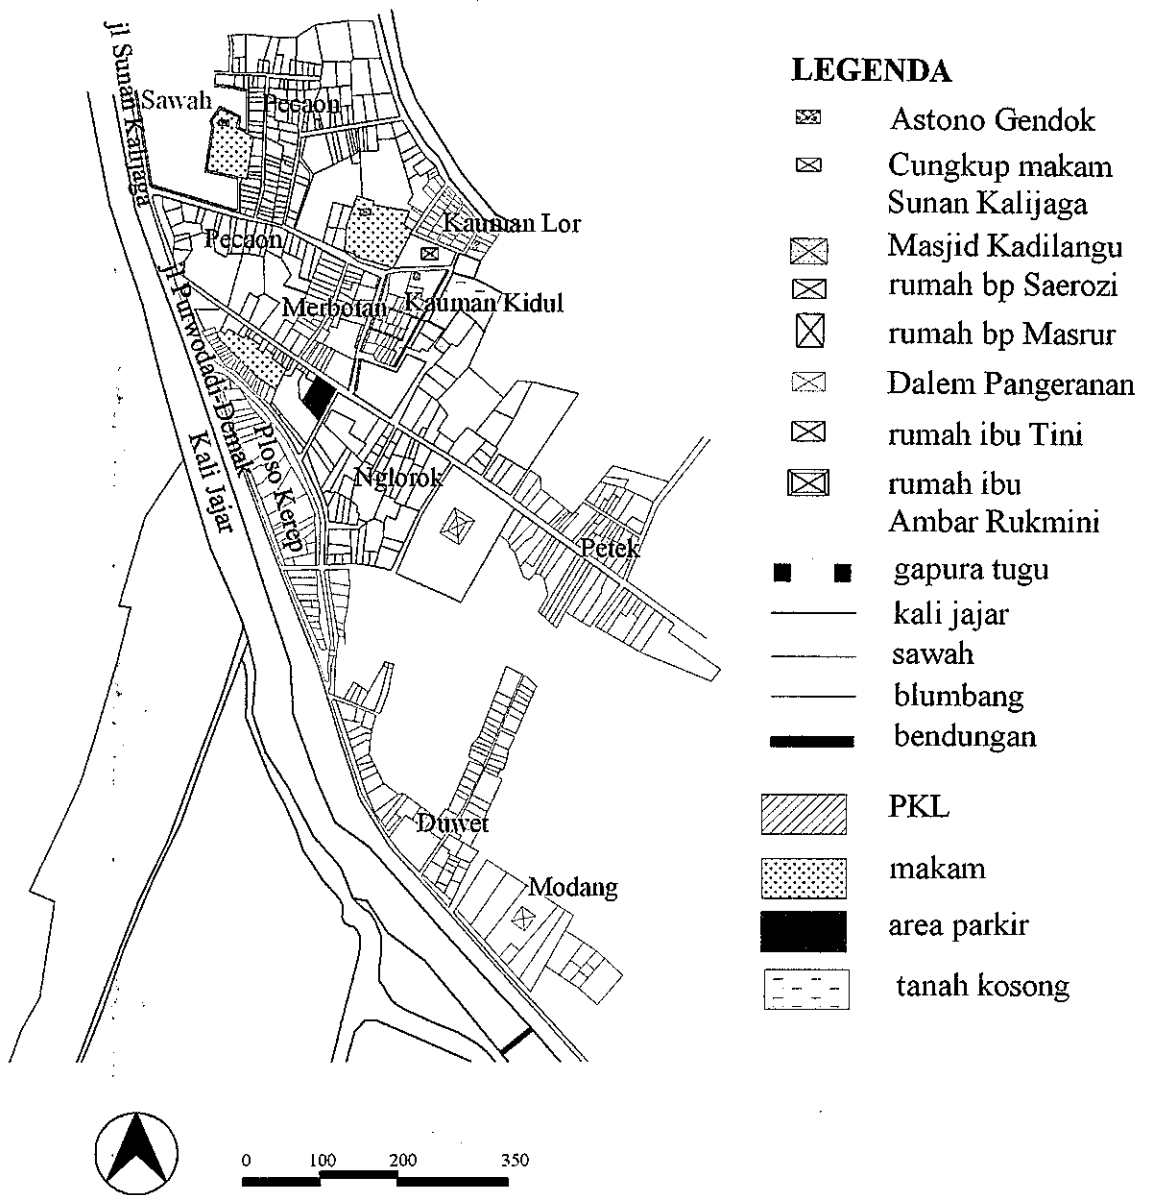 jl Sunan Kalijaga
Sawah
Pecaon
Kauman Lor
Pecaon
Merbotan
Kauman Kidul
jl Purwodadi-Demak
Kali Jajar
Ploso Kerep
Nglorok
Petek
Duwet
Modang
0 100 200 350
LEGENDA
Astono Gendok
Cungkup makam
Sunan Kalijaga
Masjid Kadilangu
rumah bp Saerozi
rumah bp Masrur
Dalem Pangeranan
rumah ibu Tini
rumah ibu
Ambar Rukmini
gapura tugu
kali jajar
sawah
blumbang
bendungan
PKL
makam
area parkir
tanah kosong